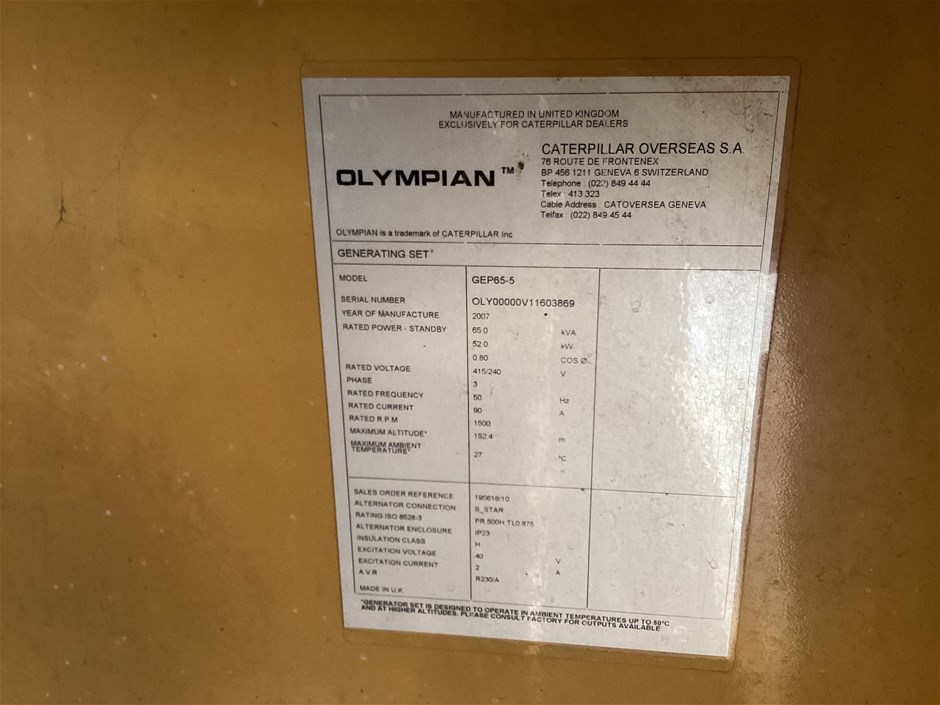 MANUFACTURED IN UNITED KINGDOM
EXCLUSIVELY FOR CATERPILLAR DEALERS
OLYMPIAN ™
CATERPILLAR OVERSEAS S.A.
76 ROUTE DE FRONTENEX
BP 456 1211 GENEVA 6 SWITZERLAND
Telephone : (022) 849 44 44
Telex : 413 323
Cable Address : CATOVERSEA GENEVA
Telfax : (022) 849 45 44
OLYMPIAN is a trademark of CATERPILLAR Inc
GENERATING SET*
MODEL GEP65-5
SERIAL NUMBER OLY00000V11603869
YEAR OF MANUFACTURE 2007
RATED POWER - STANDBY 65.0 kVA
52.0 kW
0.80 COS Ø
RATED VOLTAGE 415/240 V
PHASE 3
RATED FREQUENCY 50 Hz
RATED CURRENT 90 A
RATED R.P.M 1500
MAXIMUM ALTITUDE* 152.4 m
MAXIMUM AMBIENT
TEMPERATURE* 27 °C
SALES ORDER REFERENCE 195618/10
ALTERNATOR CONNECTION S_STAR
RATING ISO 8528-3 PR 500H TL0.875
ALTERNATOR ENCLOSURE IP23
INSULATION CLASS H
EXCITATION VOLTAGE 40 V
EXCITATION CURRENT 2 A
A.V.R R230/A
MADE IN U.K
*GENERATOR SET IS DESIGNED TO OPERATE IN AMBIENT TEMPERATURES UP TO 50°C
AND AT HIGHER ALTITUDES. PLEASE CONSULT FACTORY FOR OUTPUTS AVAILABLE